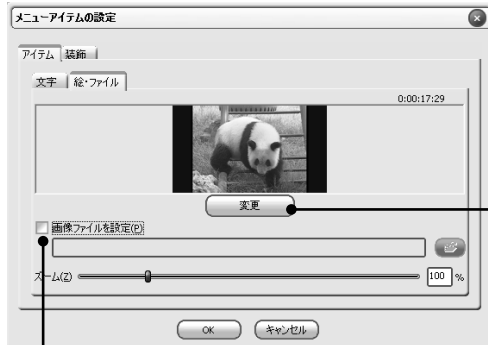 メニューアイテムの設定
アイテム 装飾
文字 絵・ファイル
0:00:17:29
変更
画像ファイルを設定(P)
ズーム(Z) 100 %
OK キャンセル